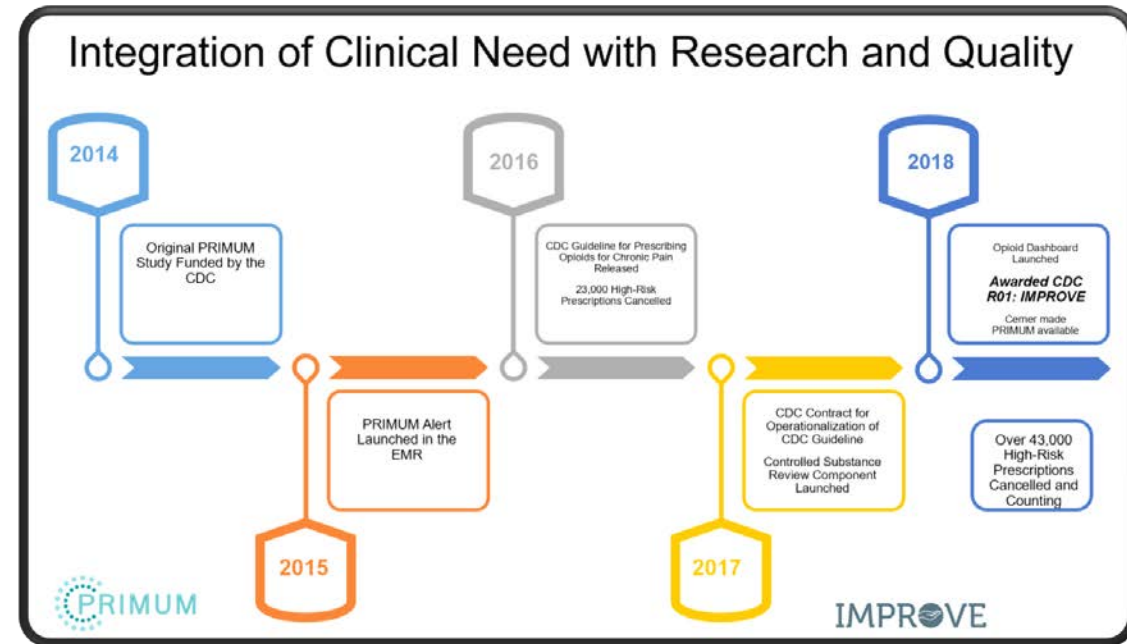 Integration of Clinical Need with Research and Quality
2014
Original PRIMUM
Study Funded by the
CDC
2015
PRIMUM Alert
Launched in the
EMR
2016
CDC Guideline for Prescribing
Opioids for Chronic Pain
Released
23,000 High-Risk
Prescriptions Cancelled
2017
CDC Contract for
Operationalization of
CDC Guideline
Controlled Substance
Review Component
Launched
2018
Opioid Dashboard
Launched
Awarded CDC
R01: IMPROVE
Cerner made
PRIMUM available
Over 43,000
High-Risk
Prescriptions
Cancelled and
Counting
PRIMUM
IMPROVE